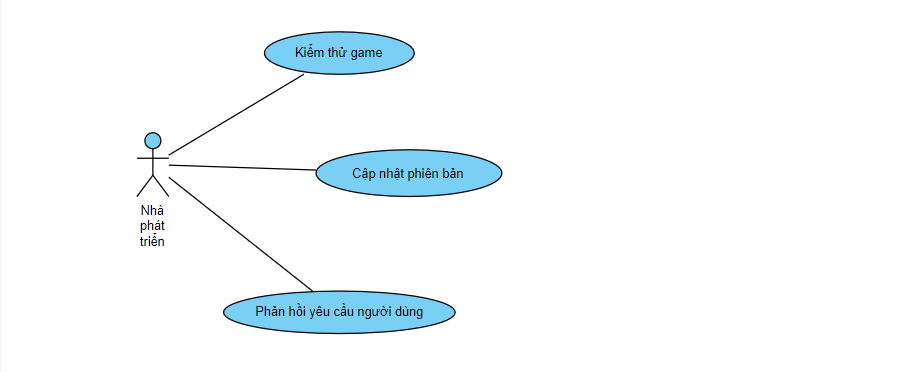 Kiểm thử game
Cập nhật phiên bản
Nhà
phát
triển
Phản hồi yêu cầu người dùng